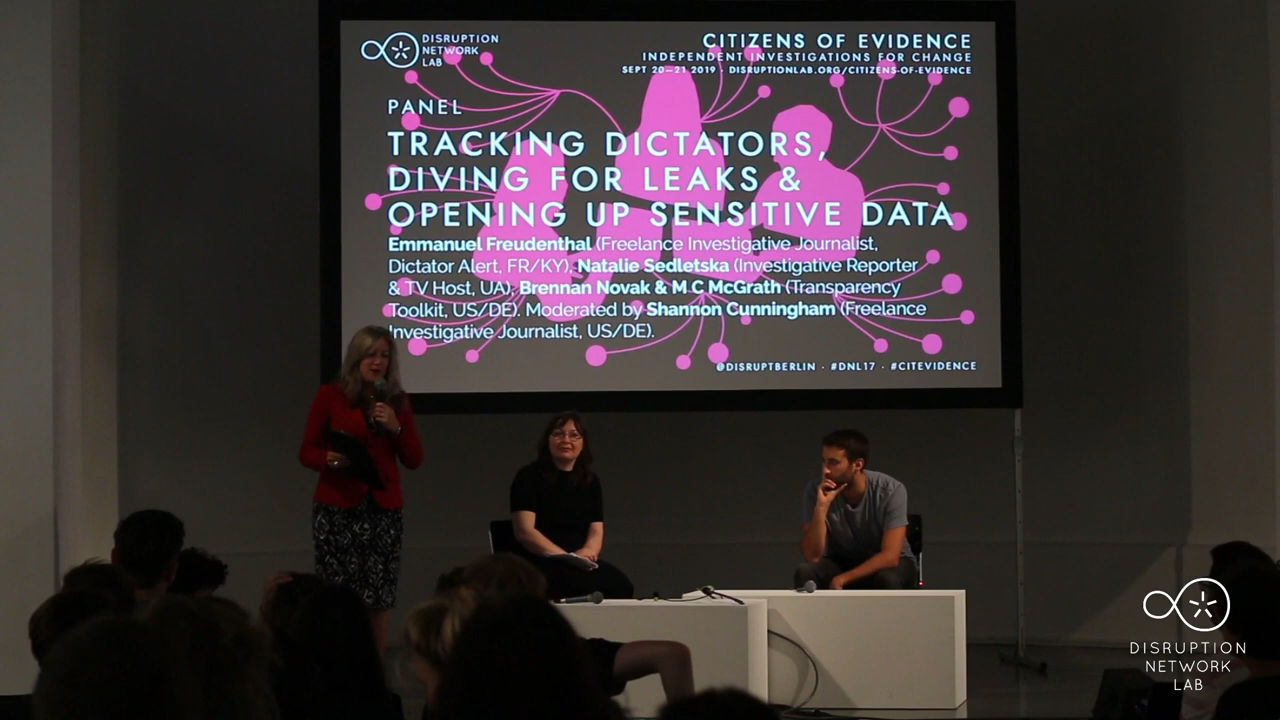 DISRUPTION
NETWORK
LAB
CITIZENS OF EVIDENCE
INDEPENDENT INVESTIGATIONS FOR CHANGE
SEPT 20—21 2019 | DISRUPTIONLAB.ORG/CITIZENS-OF-EVIDENCE
PANEL
TRACKING DICTATORS,
DIVING FOR LEAKS &
OPENING UP SENSITIVE DATA
Emmanuel Freudenthal (Freelance Investigative Journalist,
Dictator Alert, FR/KY), Natalie Sedletska (Investigative Reporter
& TV Host, UA), Brennan Novak & M C McGrath (Transparency
Toolkit, US/DE). Moderated by Shannon Cunningham (Freelance
Investigative Journalist, US/DE).
@DISRUPTBERLIN · #DNL17 · #CITEVIDENCE
DISRUPTION
NETWORK
LAB